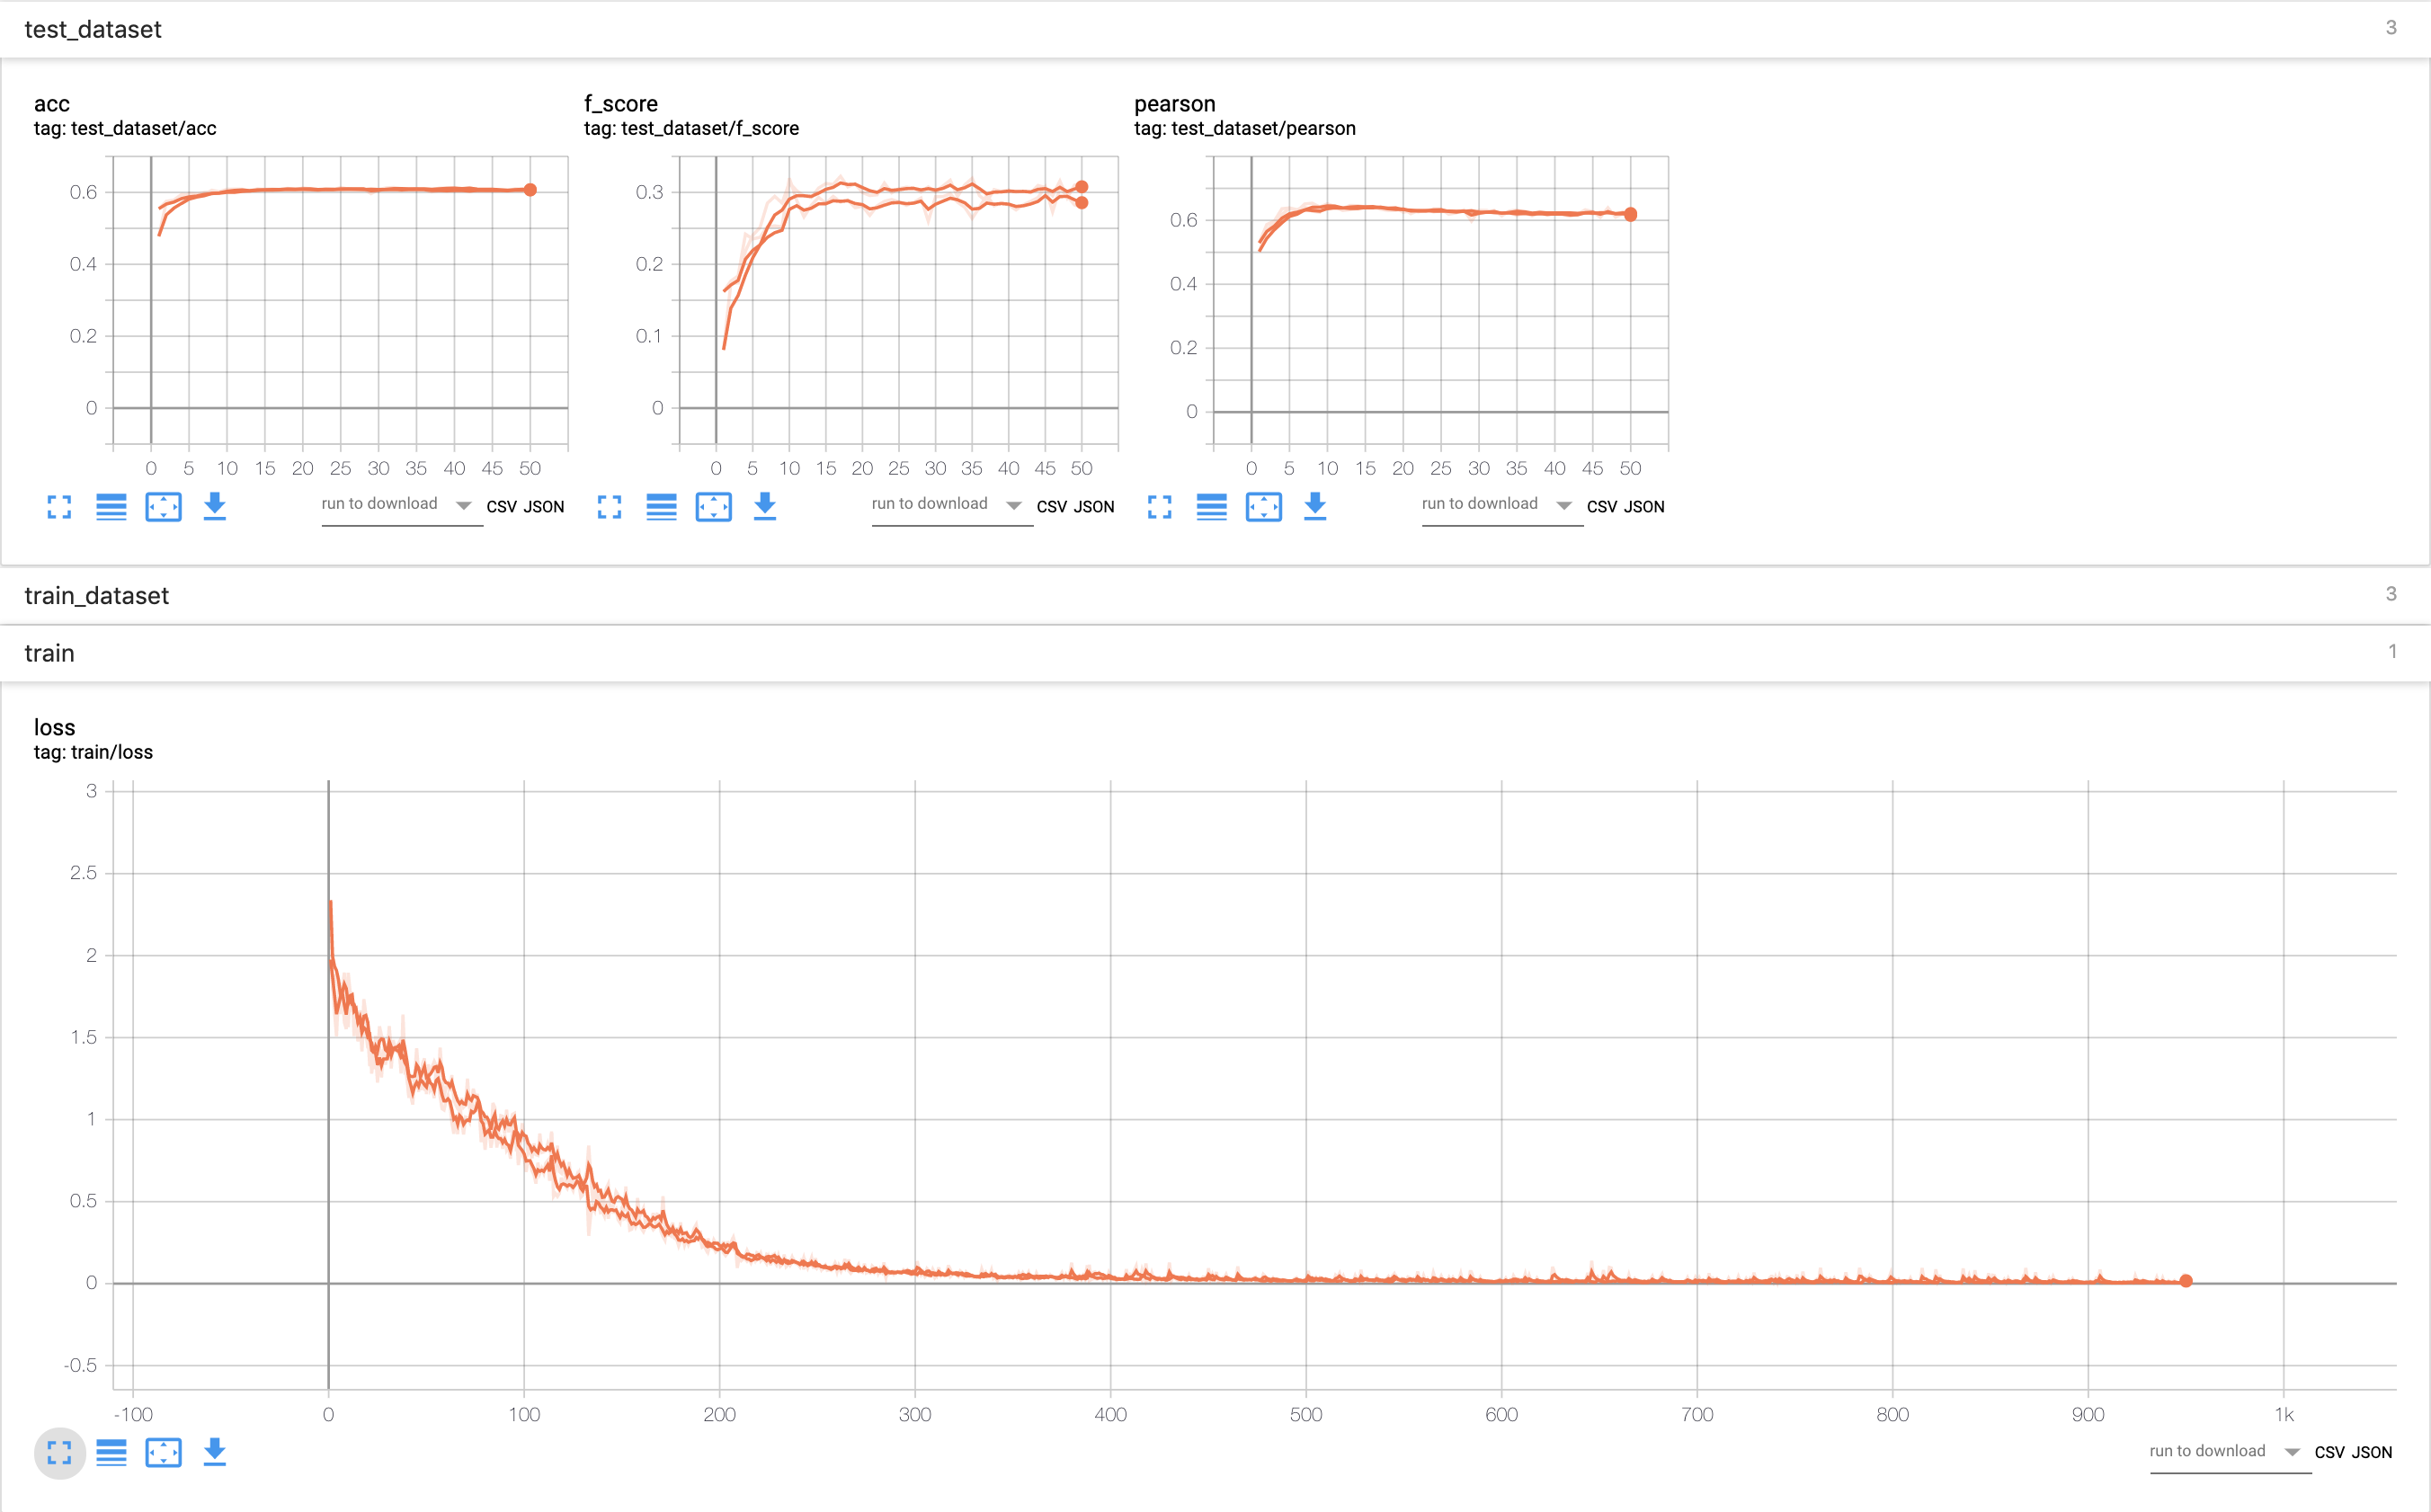 test_dataset 3
acc
tag: test_dataset/acc
0.6
0.4
0.2
0
0 5 10 15 20 25 30 35 40 45 50
run to download CSV JSON
f_score
tag: test_dataset/f_score
0.3
0.2
0.1
0
0 5 10 15 20 25 30 35 40 45 50
run to download CSV JSON
pearson
tag: test_dataset/pearson
0.6
0.4
0.2
0
0 5 10 15 20 25 30 35 40 45 50
run to download CSV JSON
train_dataset 3
train 1
loss
tag: train/loss
3
2.5
2
1.5
1
0.5
0
-0.5
-100 0 100 200 300 400 500 600 700 800 900 1k
run to download CSV JSON